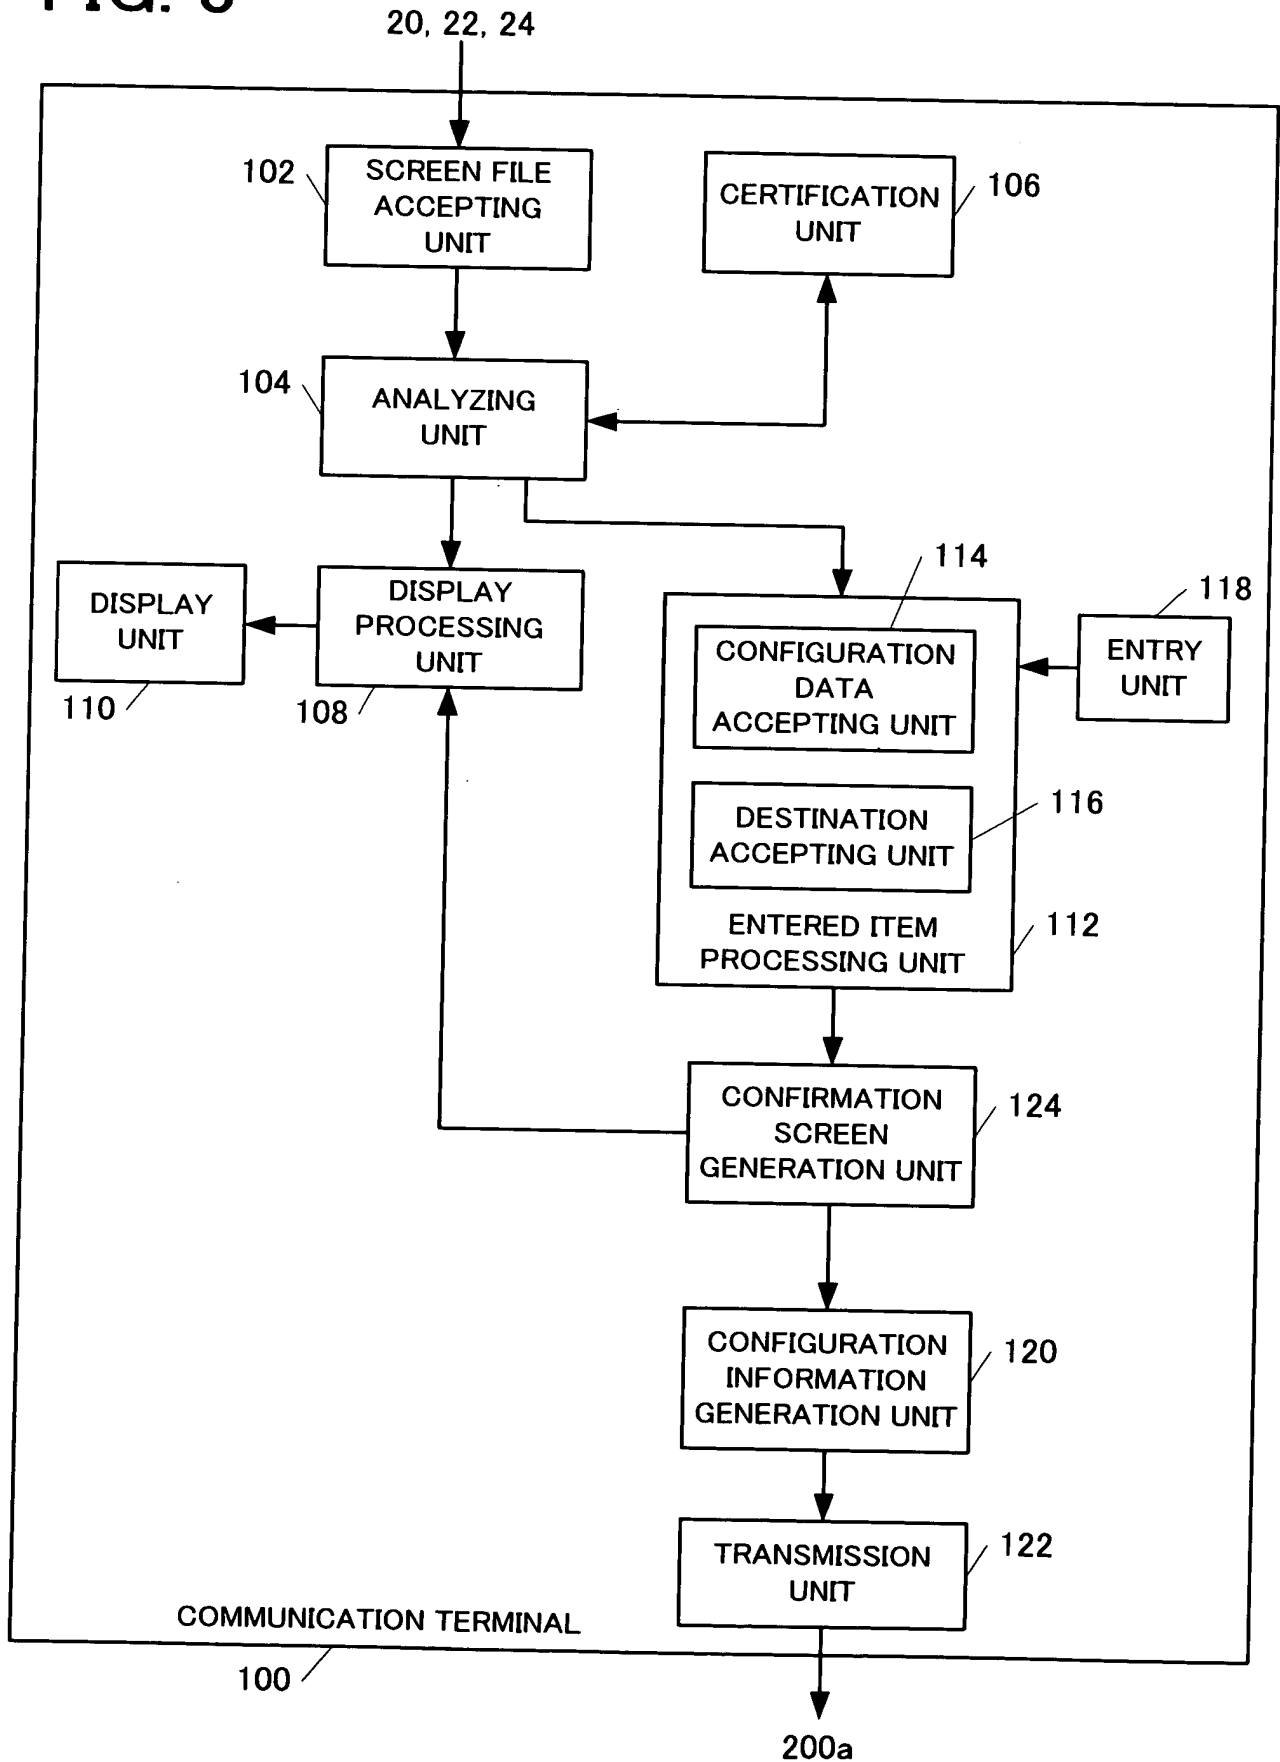 20, 22, 24
102
SCREEN FILE
ACCEPTING
UNIT
CERTIFICATION
UNIT
106
104
ANALYZING
UNIT
114
118
DISPLAY
UNIT
110
DISPLAY
PROCESSING
UNIT
108
CONFIGURATION
DATA
ACCEPTING UNIT
ENTRY
UNIT
DESTINATION
ACCEPTING UNIT
116
ENTERED ITEM
PROCESSING UNIT
112
CONFIRMATION
SCREEN
GENERATION UNIT
124
CONFIGURATION
INFORMATION
GENERATION UNIT
120
TRANSMISSION
UNIT
122
COMMUNICATION TERMINAL
100
200a